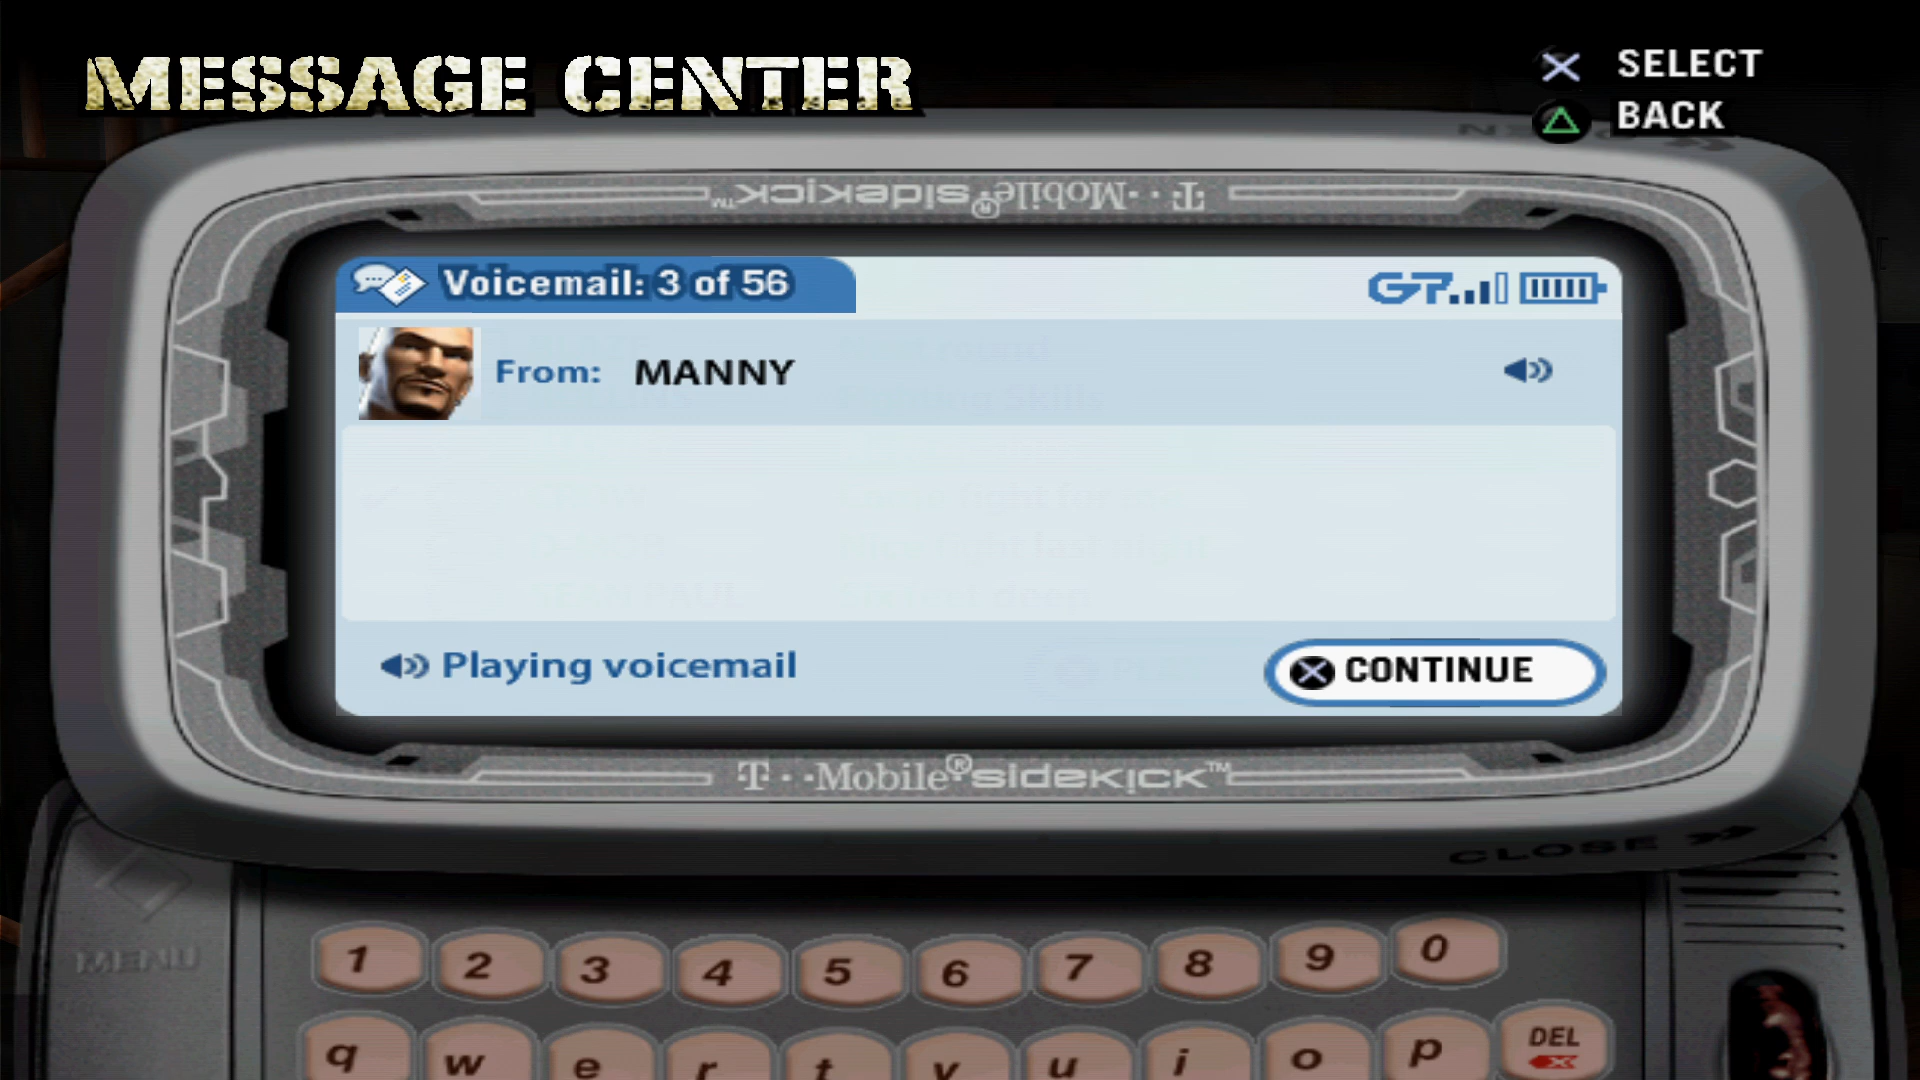 MESSAGE CENTER
SELECT
BACK
T··Mobile®sidekick™
Voicemail: 3 of 56
From: MANNY
Playing voicemail
CONTINUE
T··Mobile®sidekick™
CLOSE
MENU
1 2 3 4 5 6 7 8 9 0
q w e r t y u i o p DEL